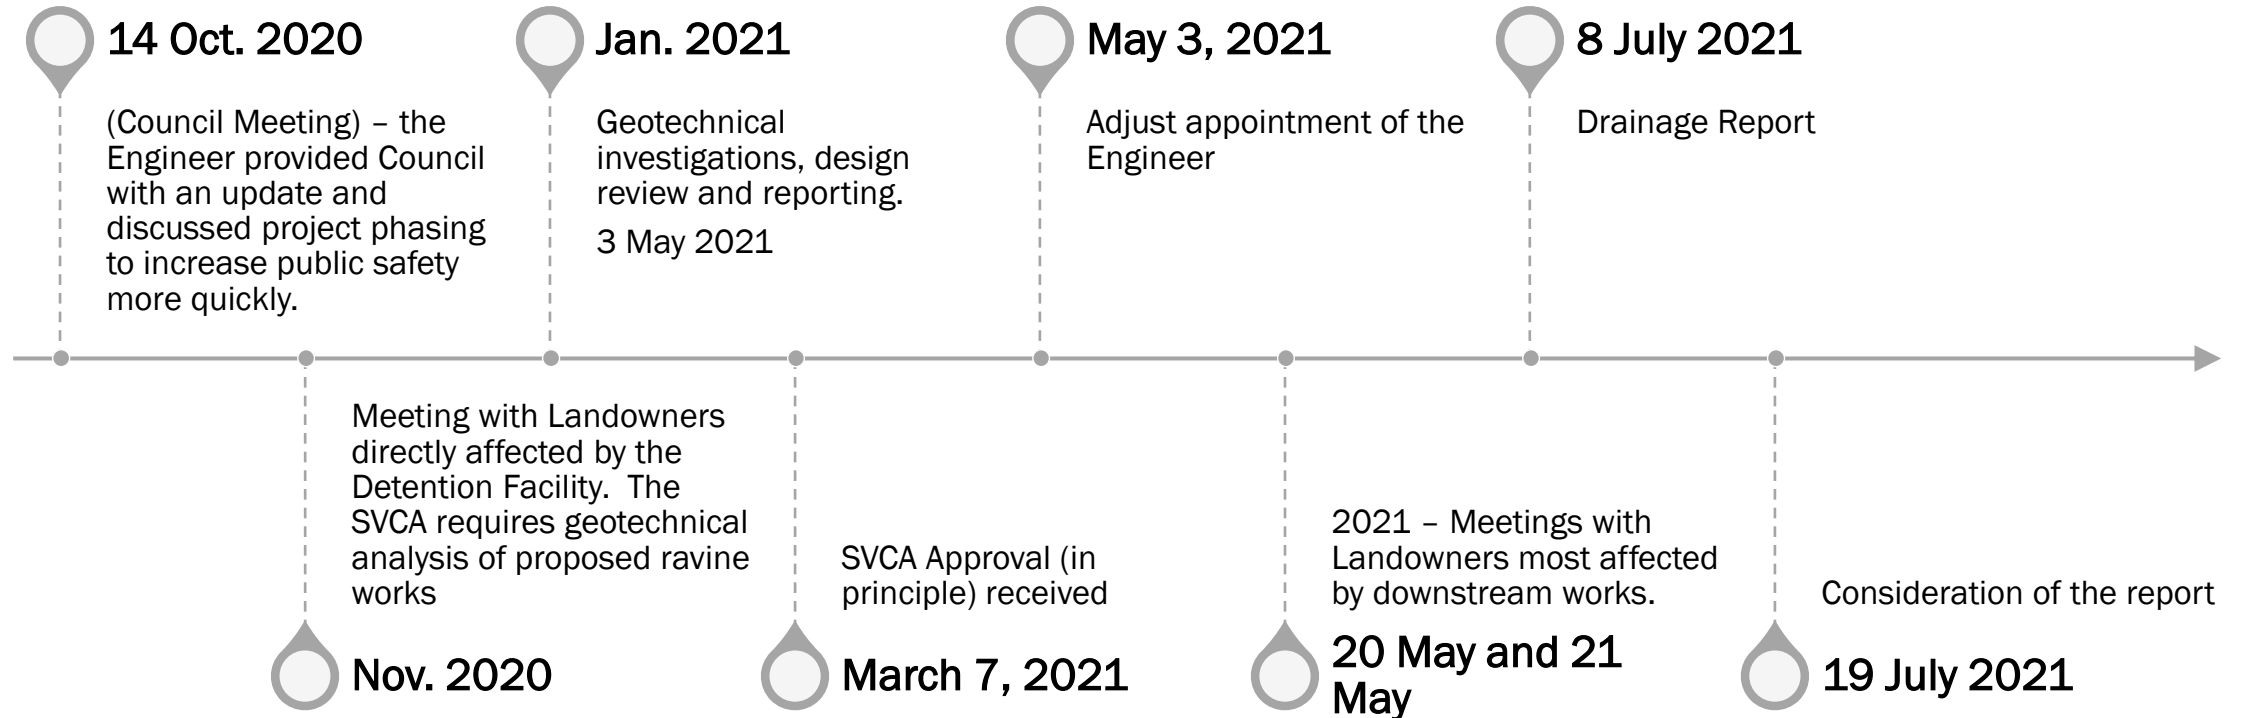 14 Oct. 2020
(Council Meeting) – the
Engineer provided Council
with an update and
discussed project phasing
to increase public safety
more quickly.
Jan. 2021
Geotechnical
investigations, design
review and reporting.
3 May 2021
May 3, 2021
Adjust appointment of the
Engineer
8 July 2021
Drainage Report
Meeting with Landowners
directly affected by the
Detention Facility.  The
SVCA requires geotechnical
analysis of proposed ravine
works
Nov. 2020
SVCA Approval (in
principle) received
March 7, 2021
2021 – Meetings with
Landowners most affected
by downstream works.
20 May and 21
May
Consideration of the report
19 July 2021